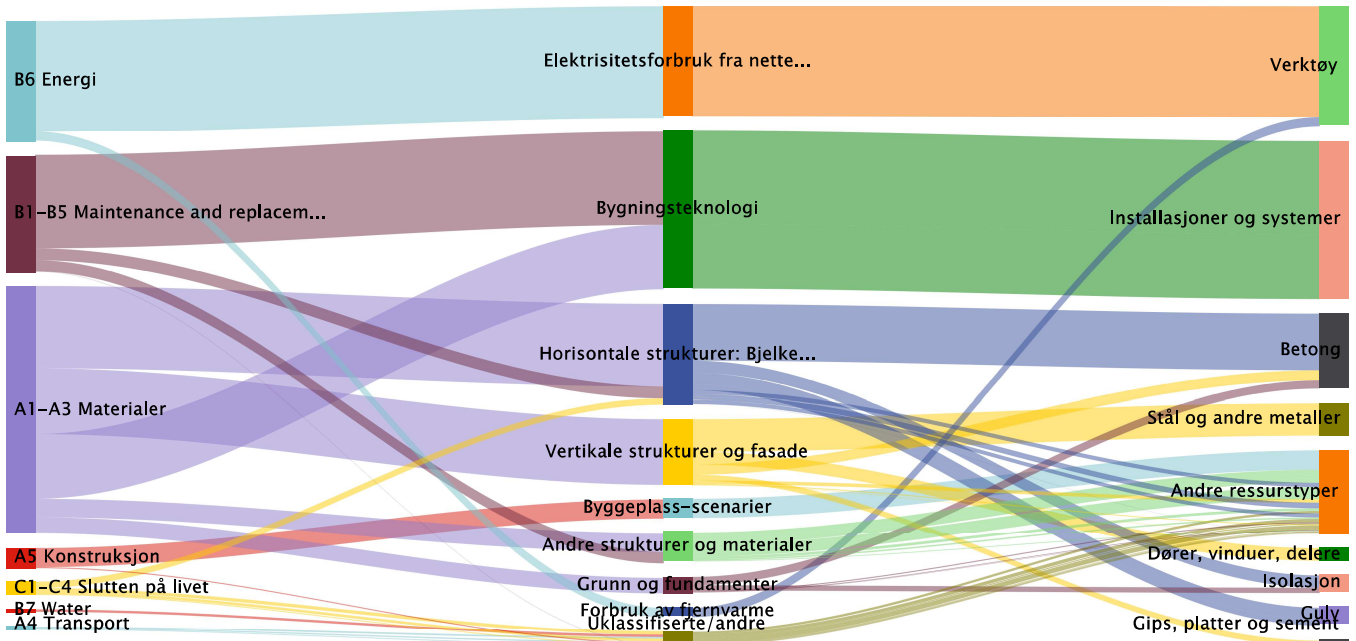 B6 Energi
B1-B5 Maintenance and replacem...
A1-A3 Materialer
A5 Konstruksjon
C1-C4 Slutten på livet
B7 Water
A4 Transport
Elektrisitetsforbruk fra nette...
Bygningsteknologi
Horisontale strukturer: Bjelke...
Vertikale strukturer og fasade
Byggeplass-scenarier
Andre strukturer og materialer
Grunn og fundamenter
Forbruk av fjernvarme
Uklassifiserte/andre
Verktøy
Installasjoner og systemer
Betong
Stål og andre metaller
Andre ressurstyper
Dører, vinduer, delere
Isolasjon
Gulv
Gips, platter og sement